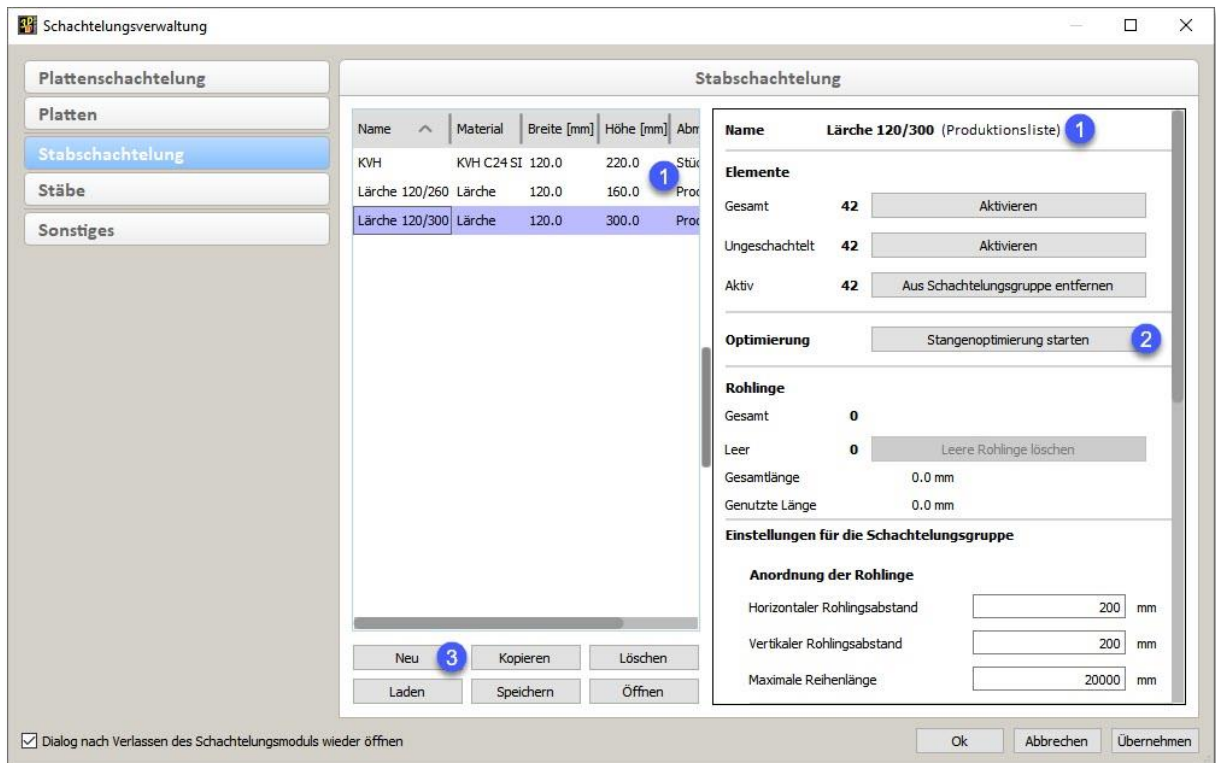 Schachtelungsverwaltung
Plattenschachtelung
Platten
Stabschachtelung
Stäbe
Sonstiges
Stabschachtelung
Name Material Breite [mm] Höhe [mm] Abm
KVH KVH C24 SI 120.0 220.0 Stüc
1
Lärche 120/260 Lärche 120.0 160.0 Proc
Lärche 120/300 Lärche 120.0 300.0 Proc
Neu 3 Kopieren Löschen
Laden Speichern Öffnen
Name Lärche 120/300 (Produktionsliste) 1
Elemente
Gesamt 42 Aktivieren
Ungeschachtelt 42 Aktivieren
Aktiv 42 Aus Schachtelungsgruppe entfernen
Optimierung Stangenoptimierung starten 2
Rohlinge
Gesamt 0
Leer 0 Leere Rohlinge löschen
Gesamtlänge 0.0 mm
Genutzte Länge 0.0 mm
Einstellungen für die Schachtelungsgruppe
Anordnung der Rohlinge
Horizontaler Rohlingsabstand 200 mm
Vertikaler Rohlingsabstand 200 mm
Maximale Reihenlänge 20000 mm
Dialog nach Verlassen des Schachtelungsmoduls wieder öffnen
Ok Abbrechen Übernehmen